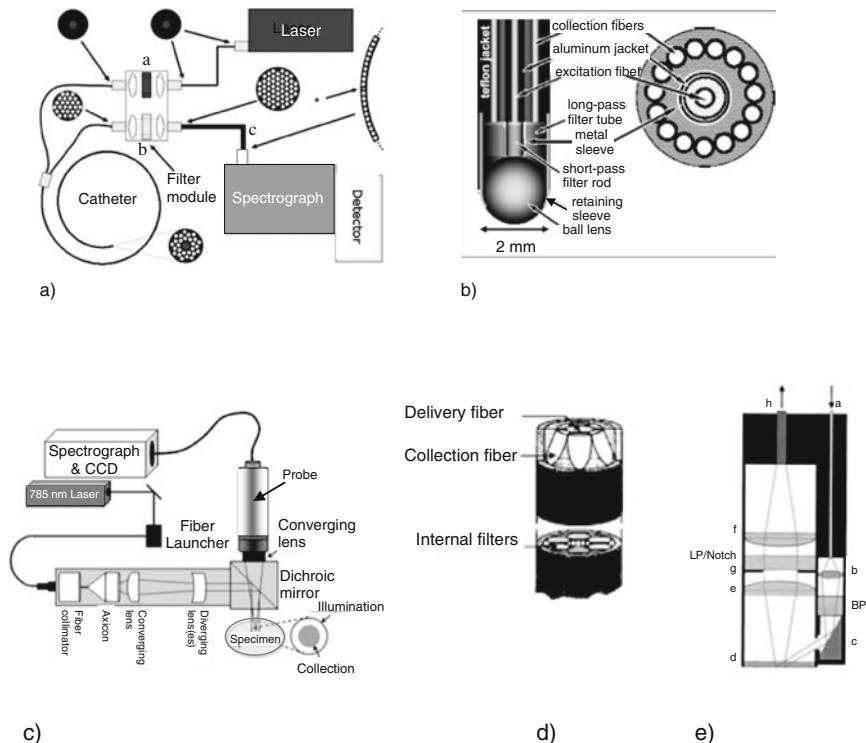 a
Laser
Laser
b
c
Catheter
Filter
module
Spectrograph
Detector
a)
teflon jacket
collection fibers
aluminum jacket
excitation fiber
long-pass
filter tube
metal
sleeve
short-pass
filter rod
retaining
sleeve
ball lens
2 mm
b)
Spectrograph
& CCD
785 nm Laser
Fiber
Launcher
Probe
Converging
lens
Dichroic
mirror
Fiber
collimator
Axicon
Converging
lens
Diverging
lens(es)
Specimen
Illumination
Collection
c)
Delivery fiber
Collection fiber
Internal filters
d)
h
a
f
LP/Notch
g
b
e
BP
c
d
e)